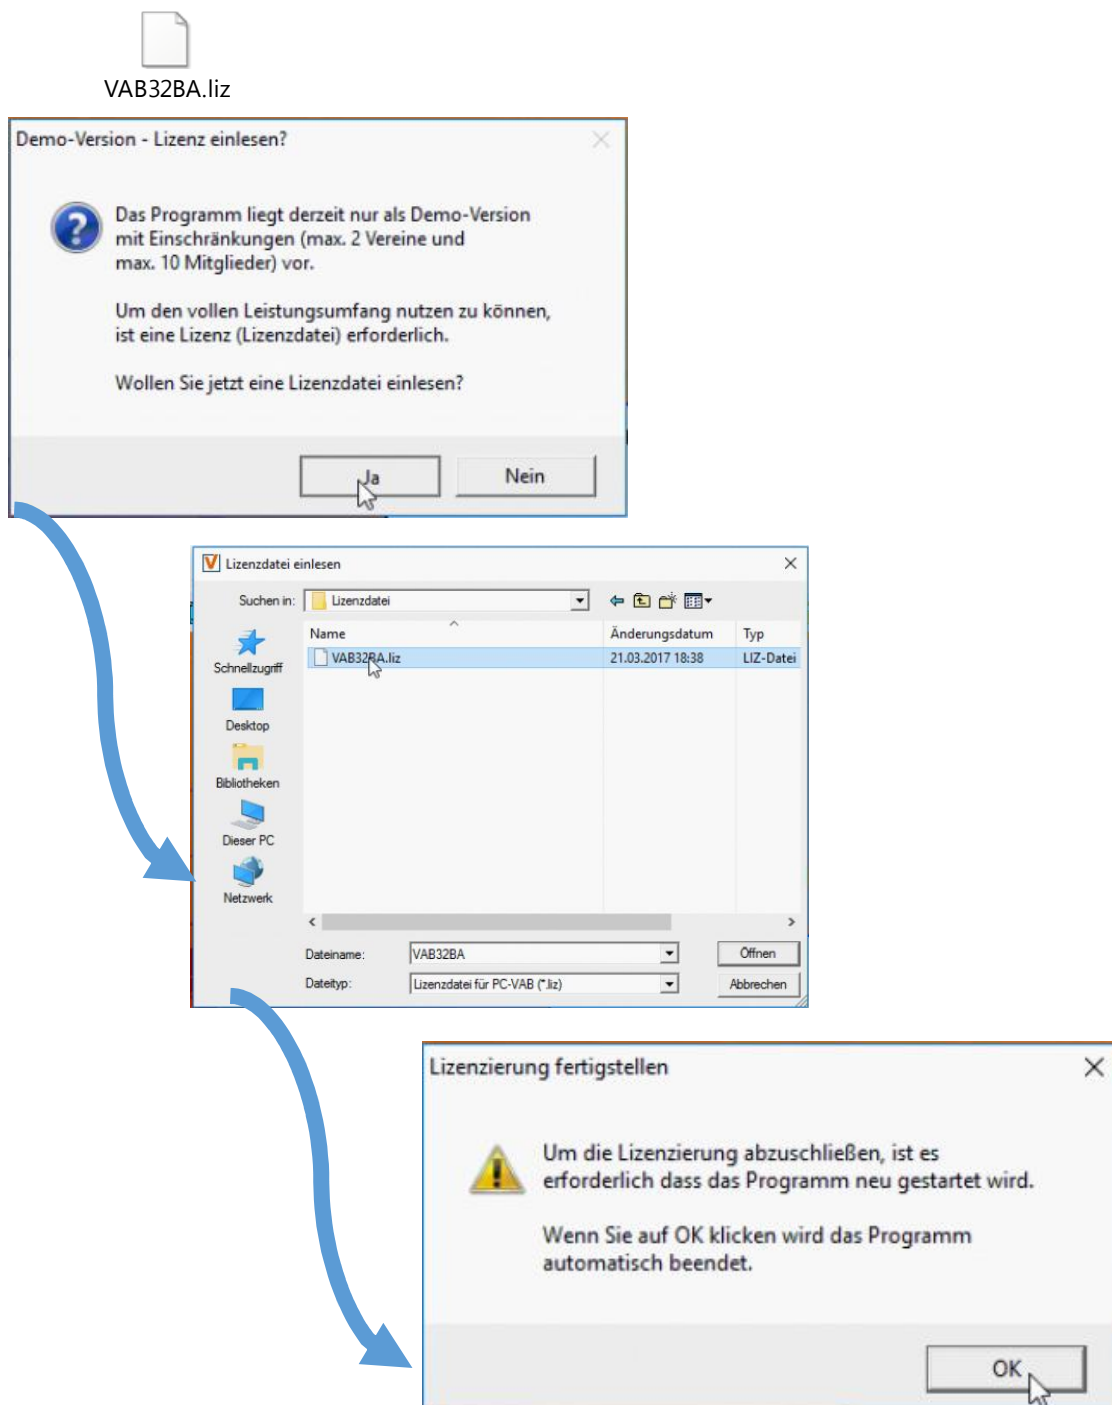 VAB32BA.liz
Demo-Version - Lizenz einlesen?
Das Programm liegt derzeit nur als Demo-Version
mit Einschränkungen (max. 2 Vereine und
max. 10 Mitglieder) vor.
Um den vollen Leistungsumfang nutzen zu können,
ist eine Lizenz (Lizenzdatei) erforderlich.
Wollen Sie jetzt eine Lizenzdatei einlesen?
Ja Nein
Lizenzdatei einlesen
Suchen in: Lizenzdatei
Name Änderungsdatum Typ
VAB32BA.liz 21.03.2017 18:38 LIZ-Datei
Schnellzugriff
Desktop
Bibliotheken
Dieser PC
Netzwerk
Dateiname: VAB32BA Öffnen
Dateityp: Lizenzdatei für PC-VAB (*.liz) Abbrechen
Lizenzierung fertigstellen
Um die Lizenzierung abzuschließen, ist es
erforderlich dass das Programm neu gestartet wird.
Wenn Sie auf OK klicken wird das Programm
automatisch beendet.
OK